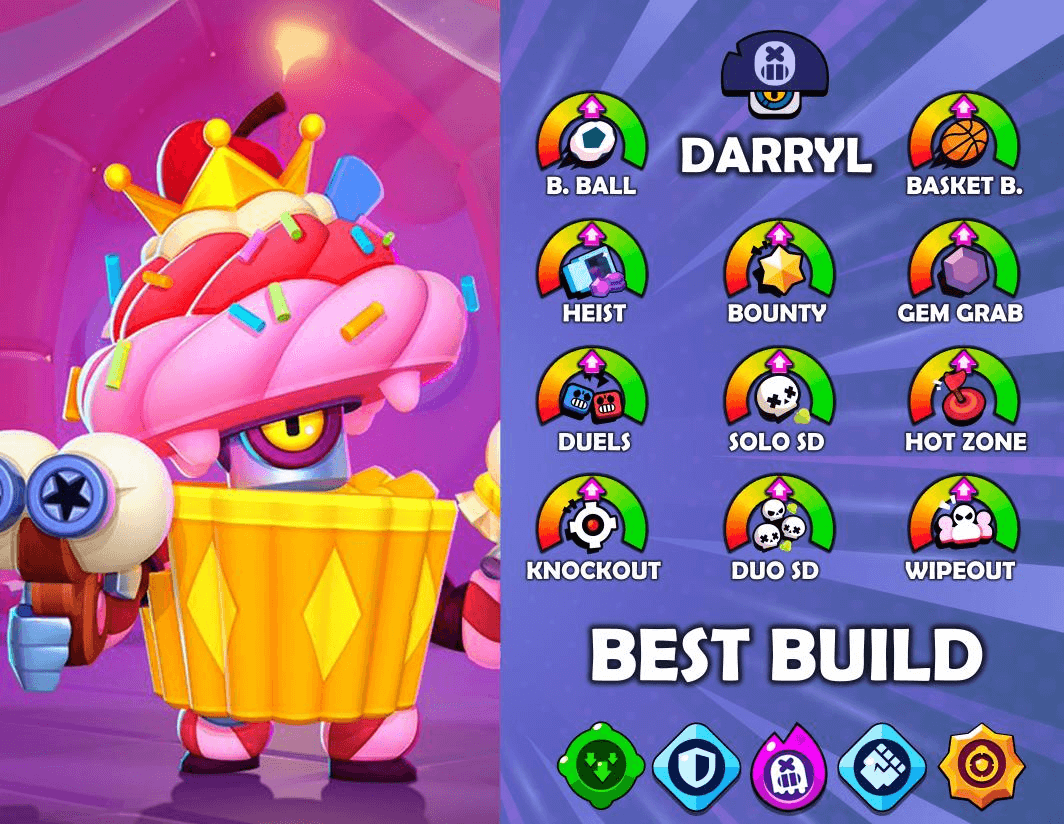 DARRYL
B. BALL
BASKET B.
HEIST
BOUNTY
GEM GRAB
DUELS
SOLO SD
HOT ZONE
KNOCKOUT
DUO SD
WIPEOUT
BEST BUILD